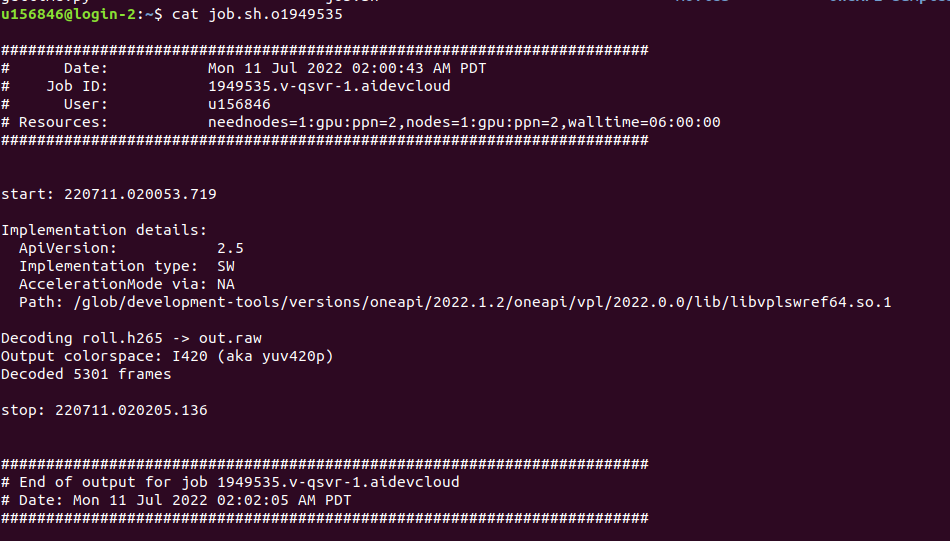 u156846@login-2:~$ cat job.sh.o1949535
########################################################################
#      Date:           Mon 11 Jul 2022 02:00:43 AM PDT
#    Job ID:           1949535.v-qsvr-1.aidevcloud
#      User:           u156846
# Resources:           neednodes=1:gpu:ppn=2,nodes=1:gpu:ppn=2,walltime=06:00:00
########################################################################
start: 220711.020053.719
Implementation details:
  ApiVersion:           2.5
  Implementation type:  SW
  AccelerationMode via: NA
  Path: /glob/development-tools/versions/oneapi/2022.1.2/oneapi/vpl/2022.0.0/lib/libvplswref64.so.1
Decoding roll.h265 -> out.raw
Output colorspace: I420 (aka yuv420p)
Decoded 5301 frames
stop: 220711.020205.136
########################################################################
# End of output for job 1949535.v-qsvr-1.aidevcloud
# Date: Mon 11 Jul 2022 02:02:05 AM PDT
########################################################################